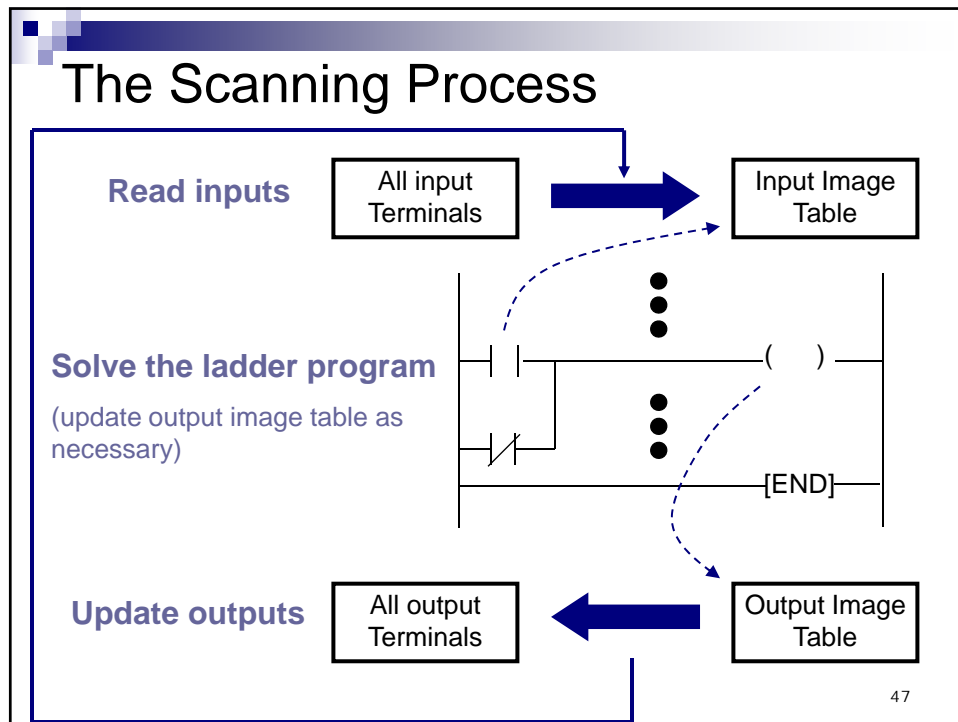 The Scanning Process
Read inputs
All input
Terminals
Input Image
Table
Solve the ladder program
(update output image table as
necessary)
( )
[END]
Update outputs
All output
Terminals
Output Image
Table
47